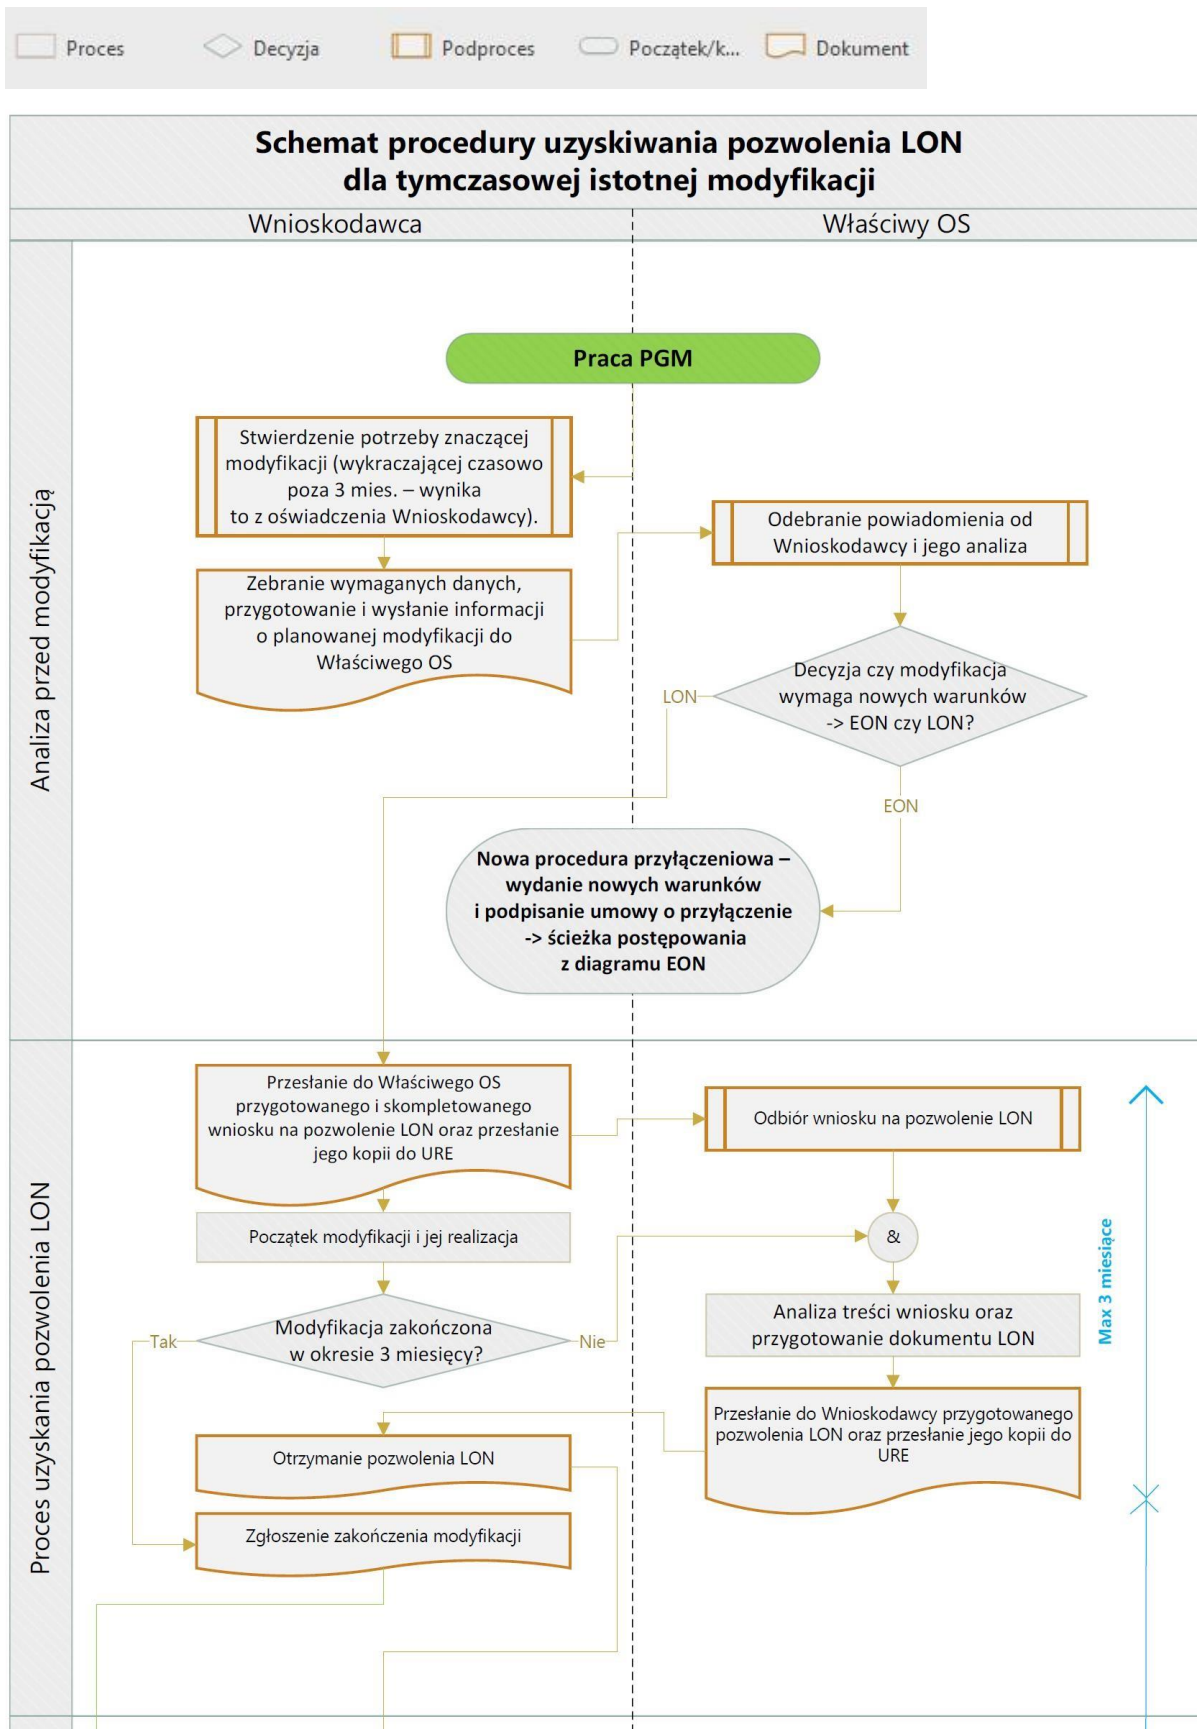 Proces
Decyzja
Podproces
Początek/k...
Dokument
Schemat procedury uzyskiwania pozwolenia LON
dla tymczasowej istotnej modyfikacji
Wnioskodawca
Właściwy OS
Analiza przed modyfikacją
Praca PGM
Stwierdzenie potrzeby znaczącej
modyfikacji (wykraczającej czasowo
poza 3 mies. – wynika
to z oświadczenia Wnioskodawcy).
Odebranie powiadomienia od
Wnioskodawcy i jego analiza
Zebranie wymaganych danych,
przygotowanie i wysłanie informacji
o planowanej modyfikacji do
Właściwego OS
Decyzja czy modyfikacja
wymaga nowych warunków
-> EON czy LON?
LON
EON
Nowa procedura przyłączeniowa –
wydanie nowych warunków
i podpisanie umowy o przyłączenie
-> ścieżka postępowania
z diagramu EON
Proces uzyskania pozwolenia LON
Przesłanie do Właściwego OS
przygotowanego i skompletowanego
wniosku na pozwolenie LON oraz przesłanie
jego kopii do URE
Odbiór wniosku na pozwolenie LON
Początek modyfikacji i jej realizacja
&
Max 3 miesiące
Modyfikacja zakończona
w okresie 3 miesięcy?
Tak
Nie
Analiza treści wniosku oraz
przygotowanie dokumentu LON
Przesłanie do Wnioskodawcy przygotowanego
pozwolenia LON oraz przesłanie jego kopii do
URE
Otrzymanie pozwolenia LON
Zgłoszenie zakończenia modyfikacji